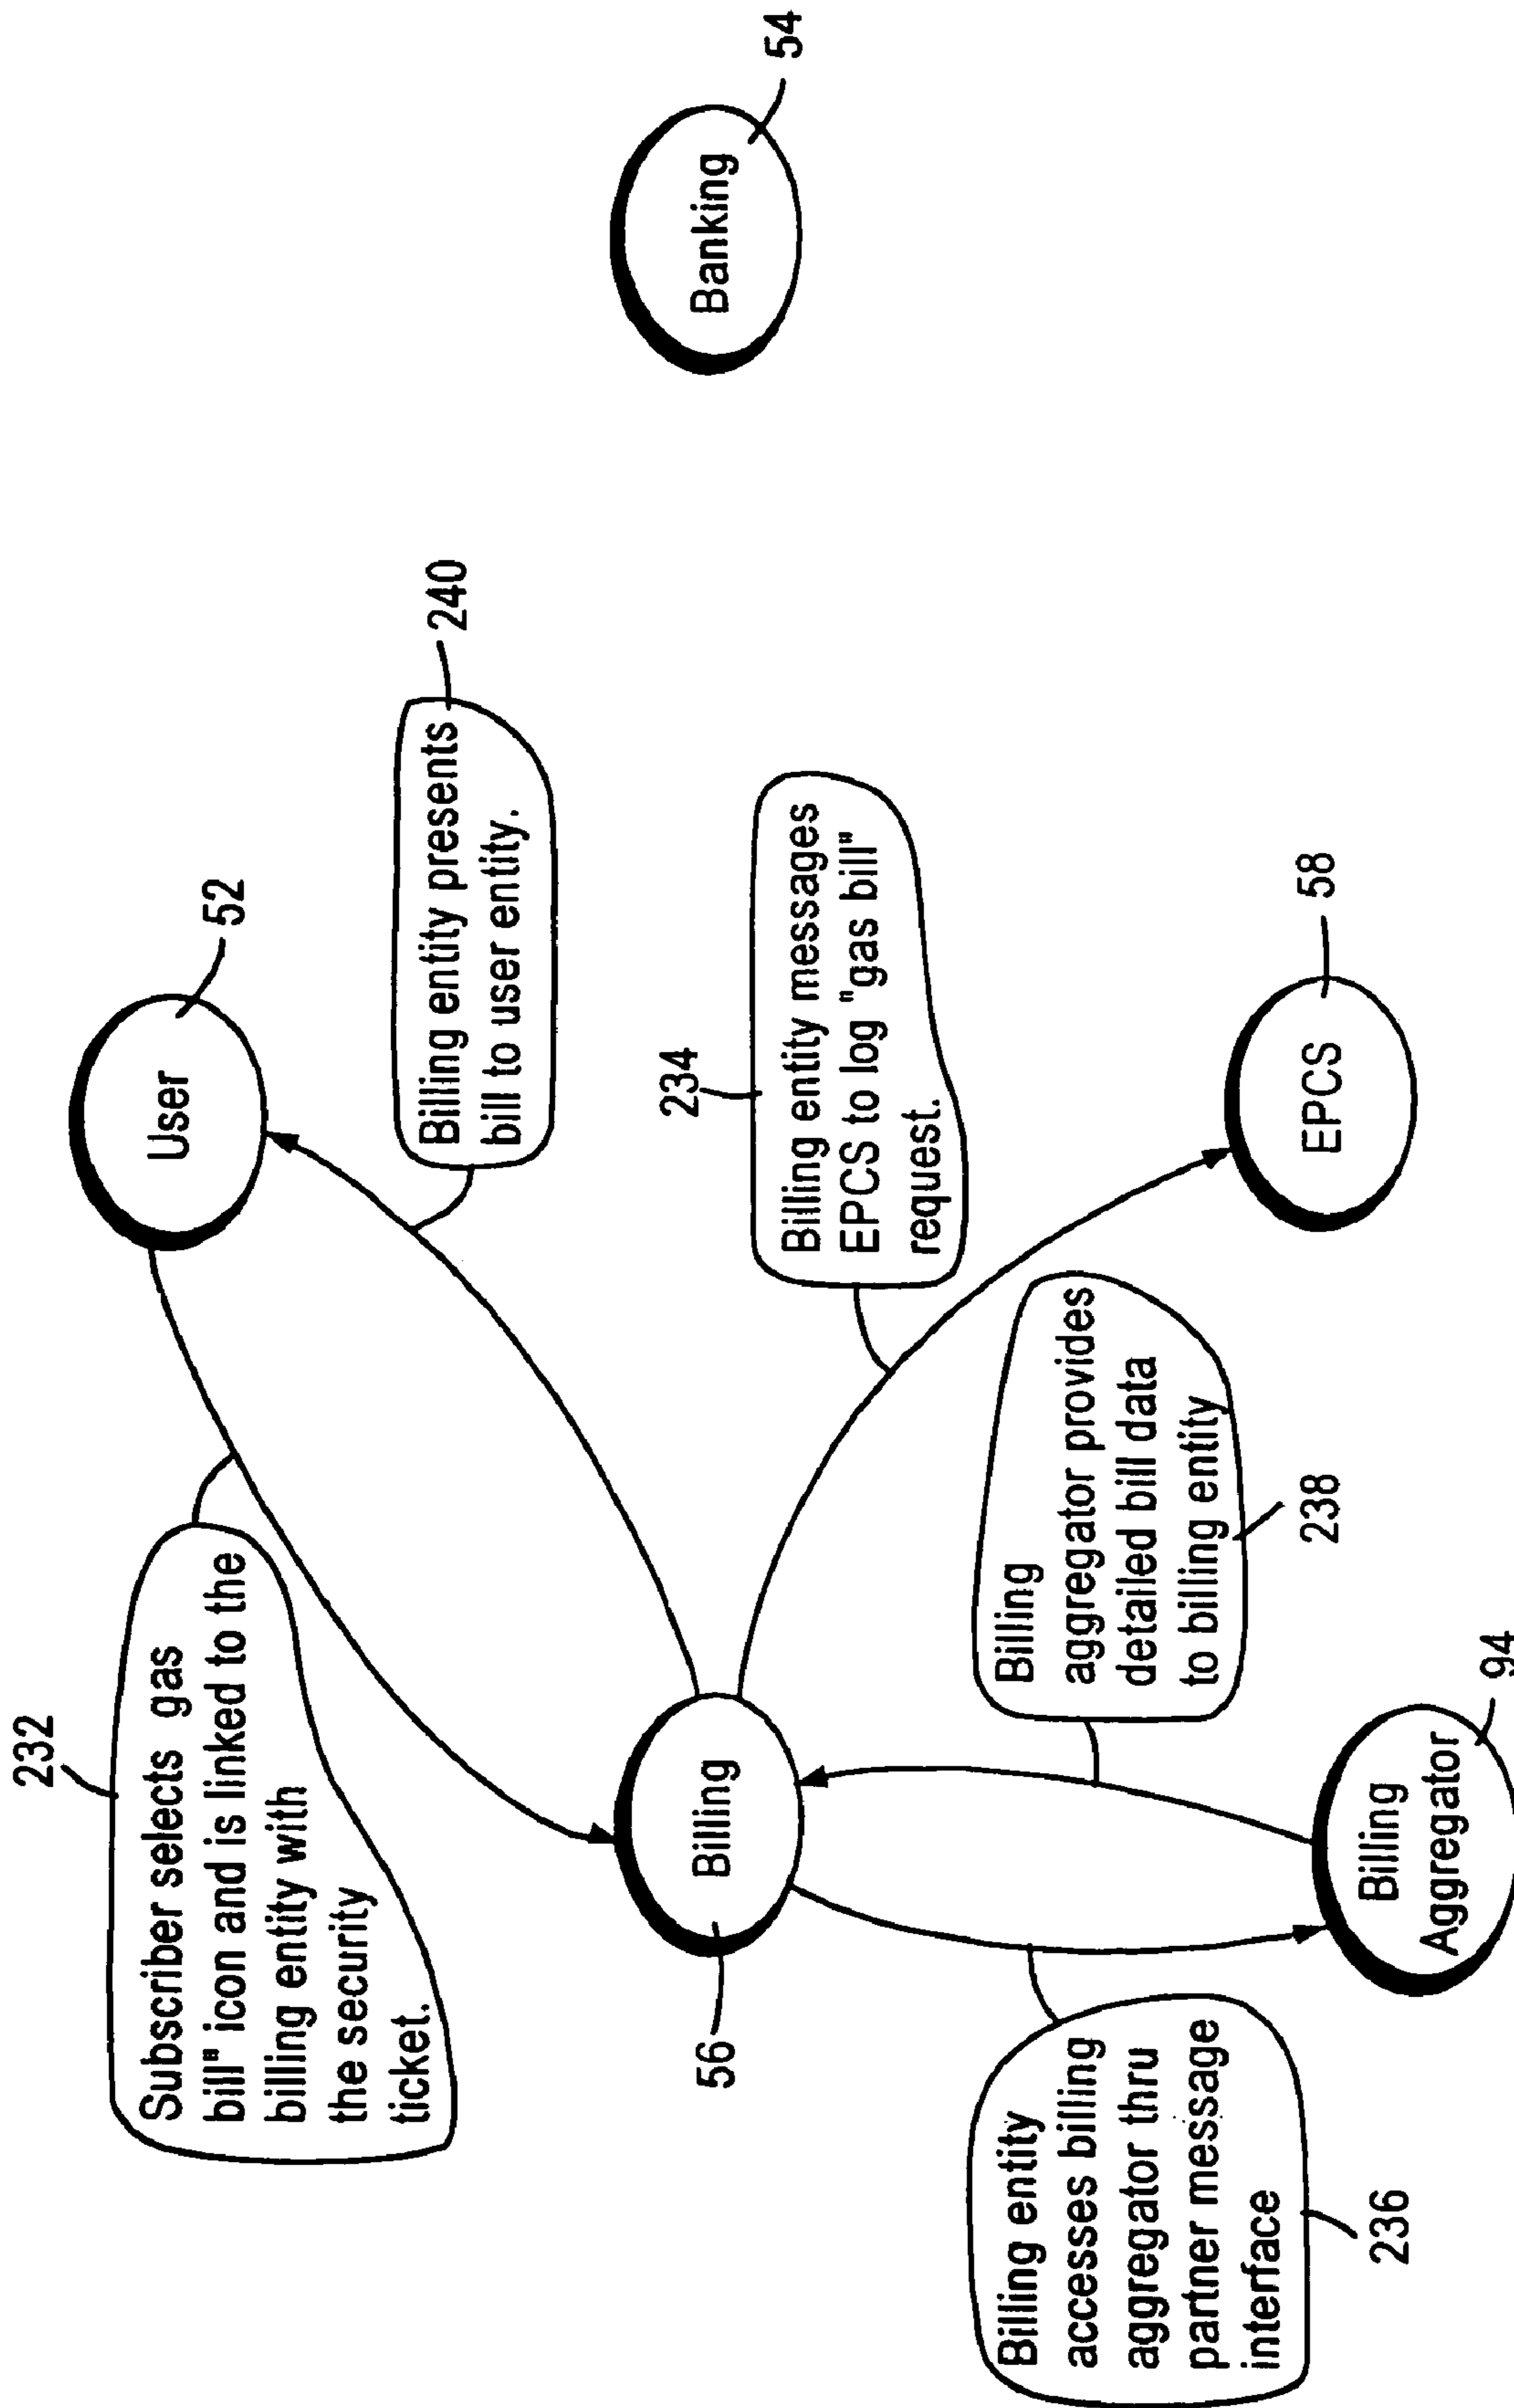 232
Subscriber selects gas
bill" icon and is linked to the
billing entity with
the security
ticket.
User
52
Billing entity presents
bill to user entity.
240
Billing
56
234
Billing entity messages
EPCS to log "gas bill"
request.
Banking
54
Billing entity
accesses billing
aggregator thru
partner message
interface
236
Billing
aggregator provides
detailed bill data
to billing entity
238
EPCS
58
Billing
Aggregator
94